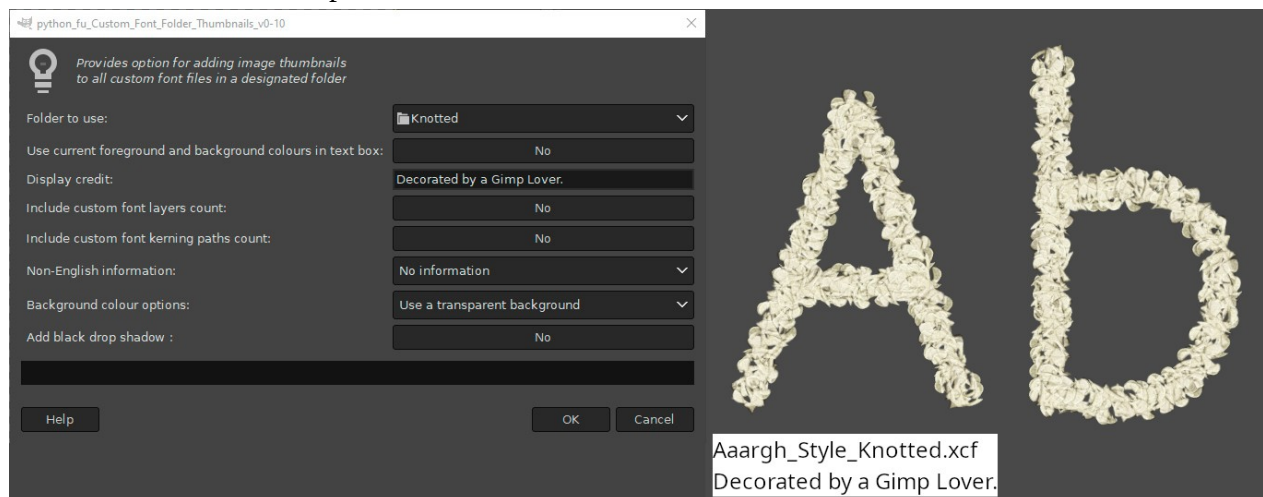 python_fu_Custom_Font_Folder_Thumbnails_v0-10
Provides option for adding image thumbnails
to all custom font files in a designated folder
Folder to use:
Knotted
Use current foreground and background colours in text box:
No
Display credit:
Decorated by a Gimp Lover.
Include custom font layers count:
No
Include custom font kerning paths count:
No
Non-English information:
No information
Background colour options:
Use a transparent background
Add black drop shadow :
No
Help
OK
Cancel
Ab
Aaargh_Style_Knotted.xcf
Decorated by a Gimp Lover.